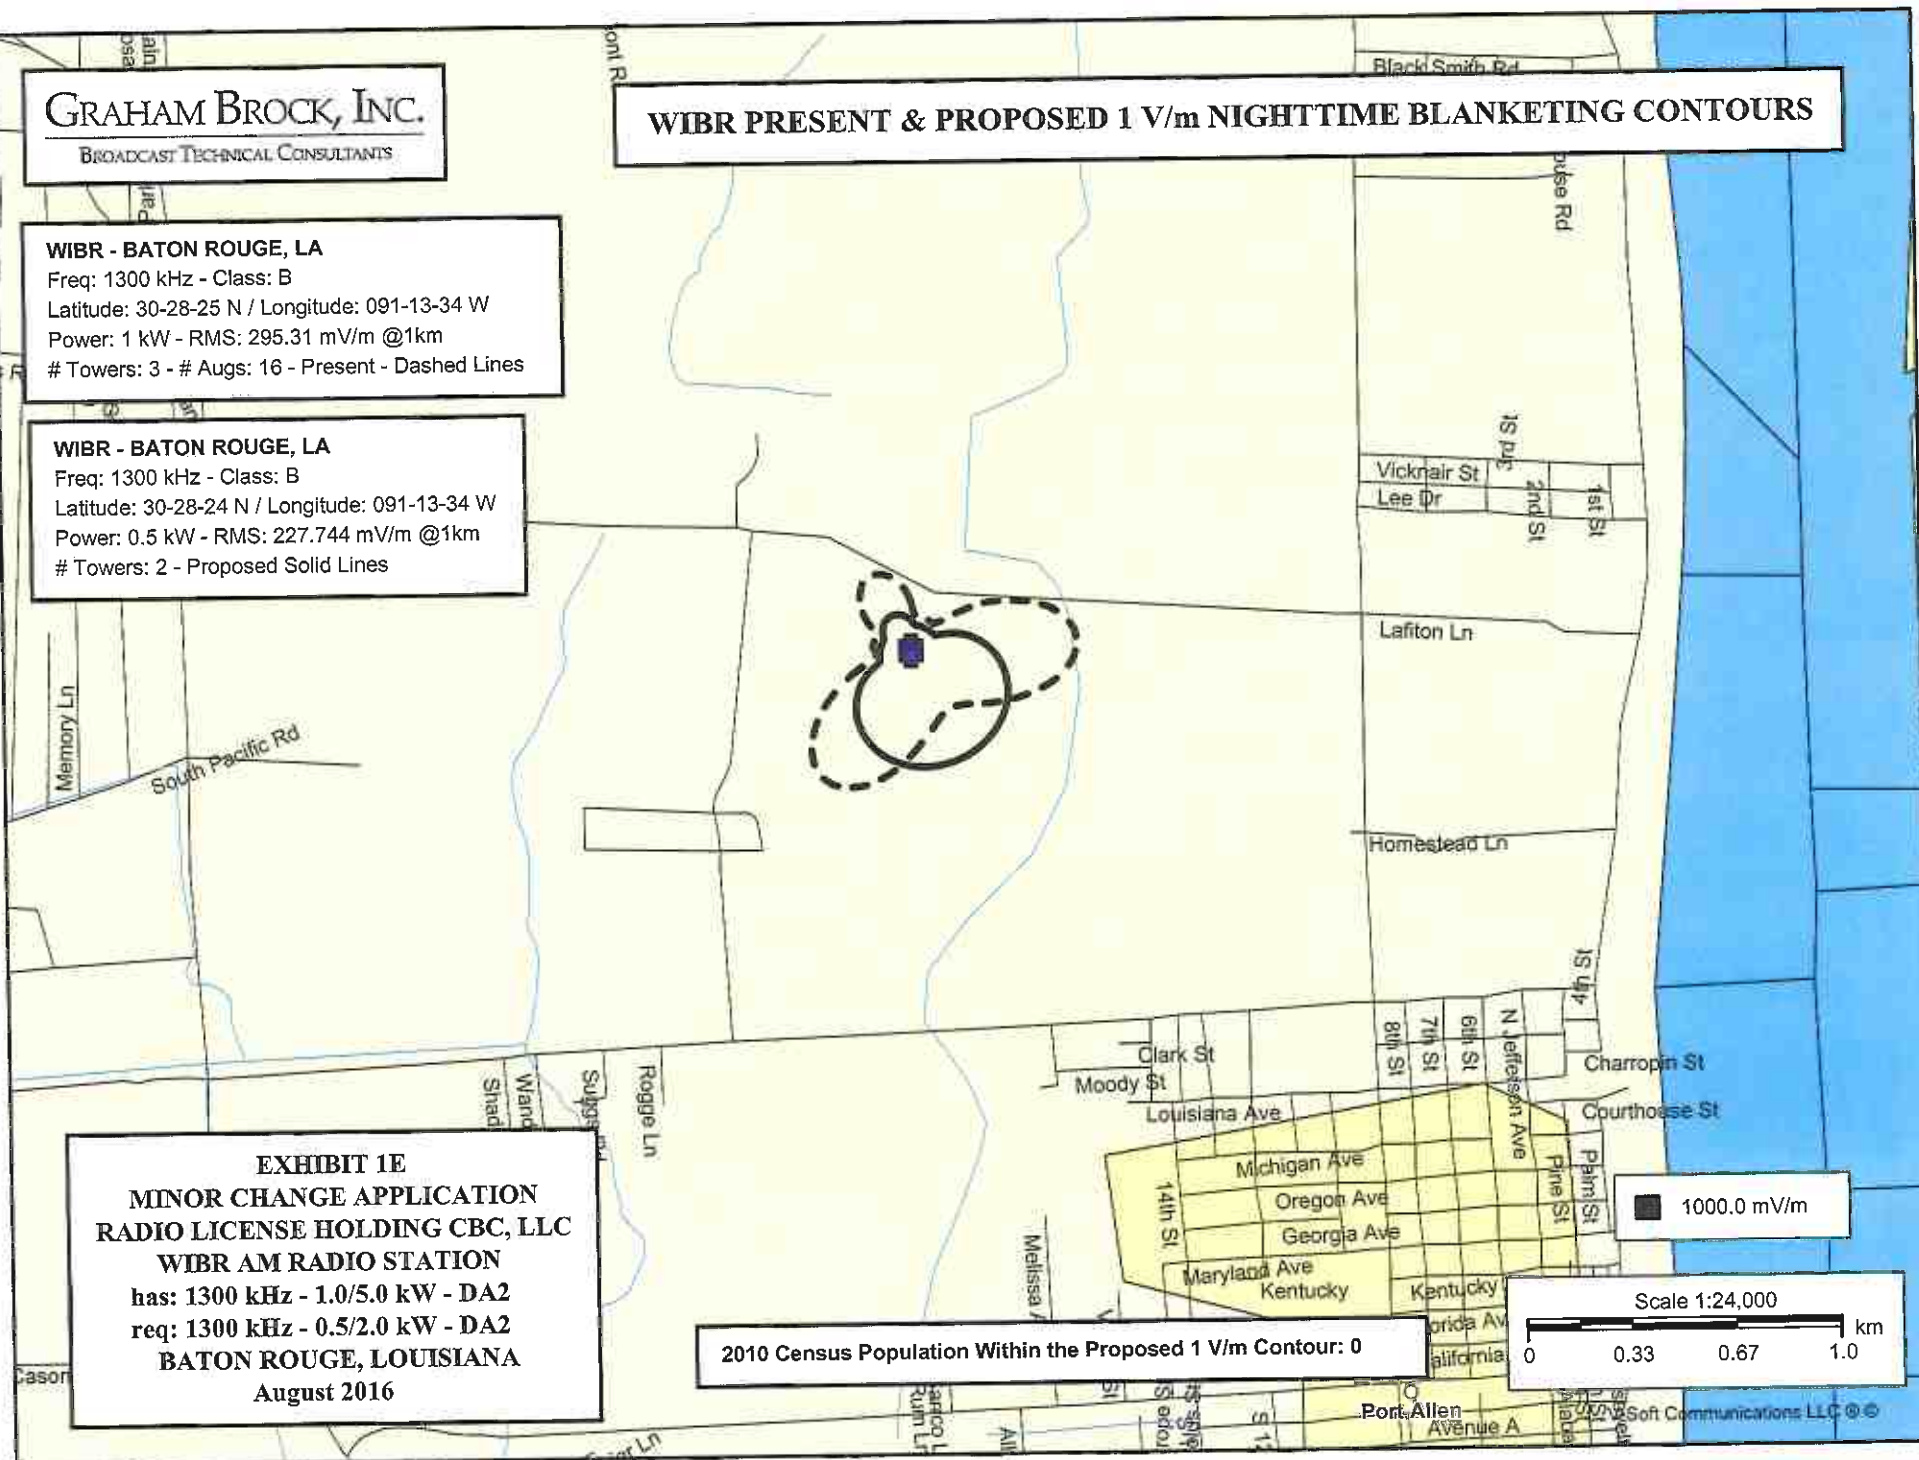 GRAHAM BROCK, INC.
BROADCAST TECHNICAL CONSULTANTS
WIBR PRESENT & PROPOSED 1 V/m NIGHTTIME BLANKETING CONTOURS
Black Smith Rd
WIBR - BATON ROUGE, LA
Freq: 1300 kHz - Class: B
Latitude: 30-28-25 N / Longitude: 091-13-34 W
Power: 1 kW - RMS: 295.31 mV/m @1km
# Towers: 3 - # Augs: 16 - Present - Dashed Lines
WIBR - BATON ROUGE, LA
Freq: 1300 kHz - Class: B
Latitude: 30-28-24 N / Longitude: 091-13-34 W
Power: 0.5 kW - RMS: 227.744 mV/m @1km
# Towers: 2 - Proposed Solid Lines
Vicknair St
Lee Dr
3rd St
2nd St
1st St
Lafiton Ln
Memory Ln
South Pacific Rd
Homestead Ln
4th St
8th St
7th St
6th St
N Jefferson Ave
Clark St
Moody St
Louisiana Ave
Charropin St
Courthouse St
Rogge Ln
Michigan Ave
Oregon Ave
Georgia Ave
Maryland Ave
Kentucky
Kentucky
14th St
Pine St
Palm St
EXHIBIT 1E
MINOR CHANGE APPLICATION
RADIO LICENSE HOLDING CBC, LLC
WIBR AM RADIO STATION
has: 1300 kHz - 1.0/5.0 kW - DA2
req: 1300 kHz - 0.5/2.0 kW - DA2
BATON ROUGE, LOUISIANA
August 2016
1000.0 mV/m
Scale 1:24,000
km
0 0.33 0.67 1.0
2010 Census Population Within the Proposed 1 V/m Contour: 0
Port Allen
Avenue A
Soft Communications LLC ® ©